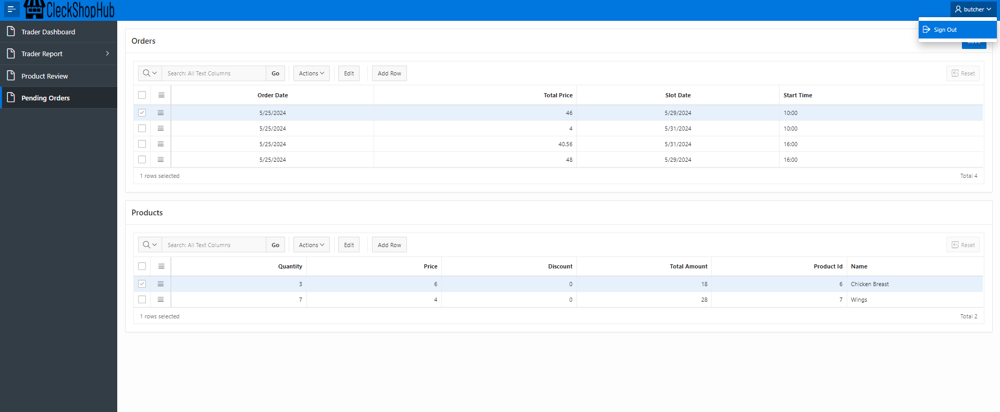 CleckShopHub
butcher
Sign Out
Trader Dashboard
Trader Report
Product Review
Pending Orders
Orders
Save
Search: All Text Columns
Go
Actions
Edit
Add Row
Reset
Order Date Total Price Slot Date Start Time
5/25/2024 46 5/29/2024 10:00
5/25/2024 4 5/31/2024 10:00
5/25/2024 40.56 5/31/2024 16:00
5/25/2024 48 5/29/2024 16:00
1 rows selected Total 4
Products
Search: All Text Columns
Go
Actions
Edit
Add Row
Reset
Quantity Price Discount Total Amount Product Id Name
3 6 0 18 6 Chicken Breast
7 4 0 28 7 Wings
1 rows selected Total 2